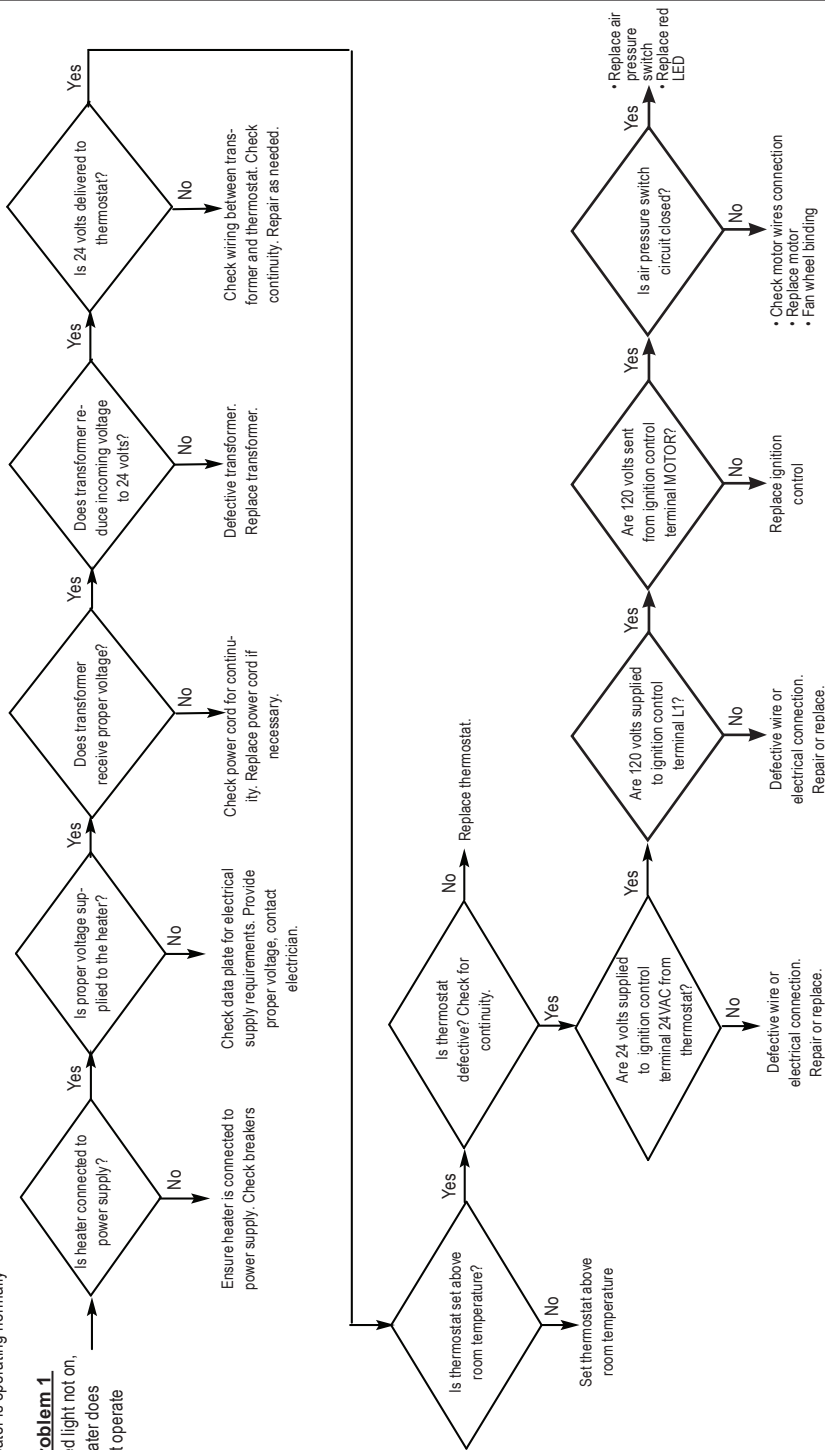 ater is operating normally
oblem 1
ed light not on,
ater does
t operate
Is heater connected to
power supply?
Yes
No
Ensure heater is connected to
power supply. Check breakers
Is proper voltage sup-
plied to the heater?
Yes
No
Check data plate for electrical
supply requirements. Provide
proper voltage, contact
electrician.
Does transformer
receive proper voltage?
Yes
No
Check power cord for continu-
ity. Replace power cord if
necessary.
Does transformer re-
duce incoming voltage
to 24 volts?
Yes
No
Defective transformer.
Replace transformer.
Is 24 volts delivered to
thermostat?
Yes
No
Check wiring between trans-
former and thermostat. Check
continuity. Repair as needed.
Is thermostat set above
room temperature?
Yes
No
Set thermostat above
room temperature
Is thermostat
defective? Check for
continuity.
No
Replace thermostat.
Yes
Are 24 volts supplied
to ignition control
terminal 24VAC from
thermostat?
Yes
No
Defective wire or
electrical connection.
Repair or replace.
Are 120 volts supplied
to ignition control
terminal L1?
Yes
No
Defective wire or
electrical connection.
Repair or replace.
Are 120 volts sent
from ignition control
terminal MOTOR?
Yes
No
Replace ignition
control
Is air pressure switch
circuit closed?
Yes
• Replace air
pressure
switch
• Replace red
LED
No
• Check motor wires connection
• Replace motor
• Fan wheel binding